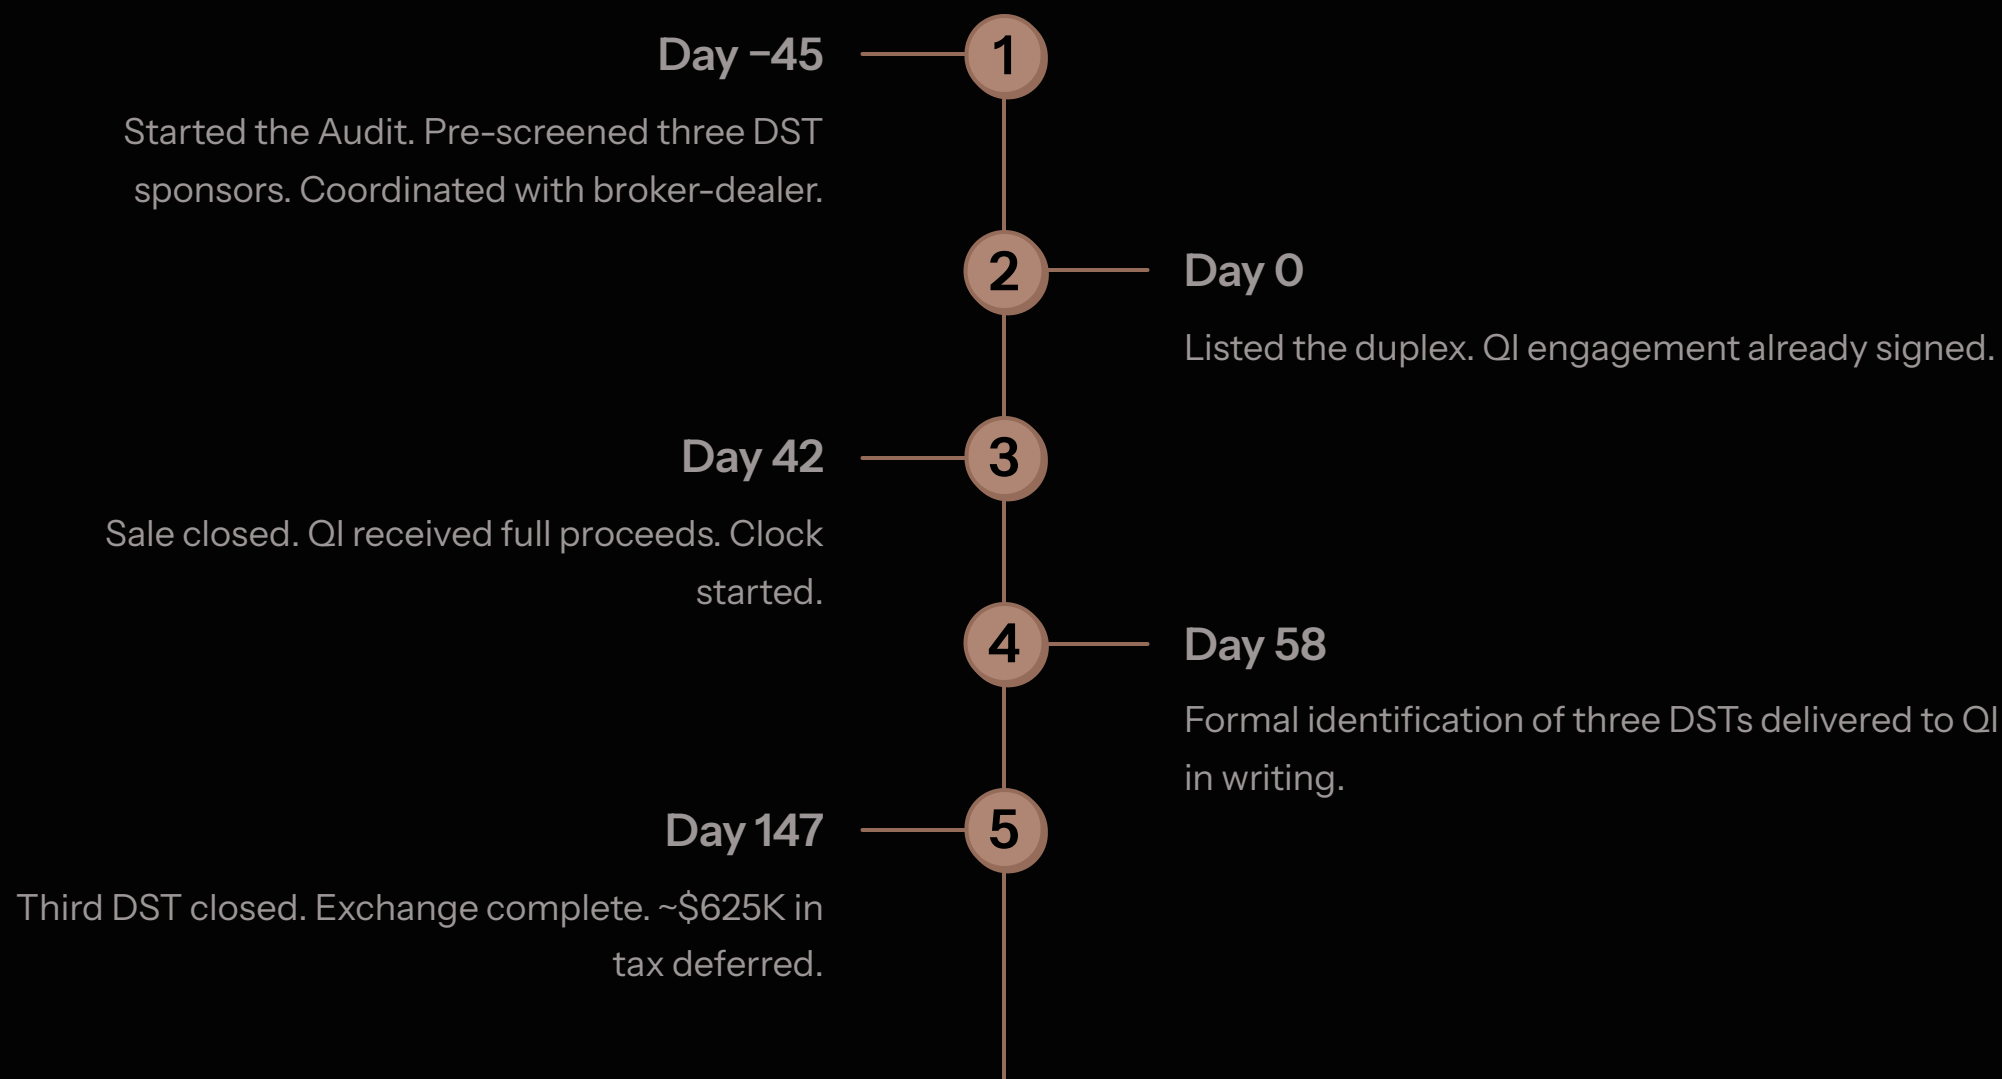 Day −45
1
Started the Audit. Pre-screened three DST
sponsors. Coordinated with broker-dealer.
2
Day 0
Listed the duplex. QI engagement already signed.
Day 42
3
Sale closed. QI received full proceeds. Clock
started.
4
Day 58
Formal identification of three DSTs delivered to QI
in writing.
Day 147
5
Third DST closed. Exchange complete. ~$625K in
tax deferred.